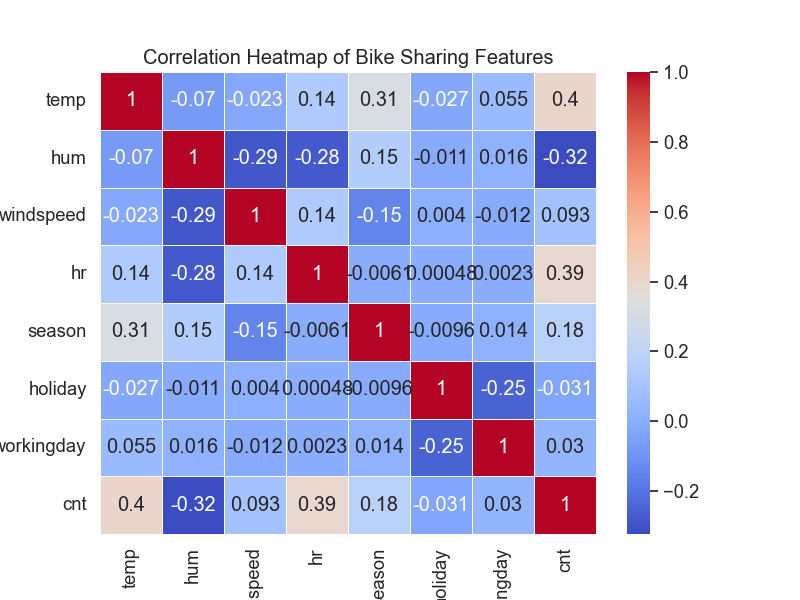 Correlation Heatmap of Bike Sharing Features
temp 1 -0.07 -0.023 0.14 0.31 -0.027 0.055 0.4
hum -0.07 1 -0.29 -0.28 0.15 -0.011 0.016 -0.32
windspeed -0.023 -0.29 1 0.14 -0.15 0.004 -0.012 0.093
hr 0.14 -0.28 0.14 1 -0.0061 0.00048 0.0023 0.39
season 0.31 0.15 -0.15 -0.0061 1 -0.0096 0.014 0.18
holiday -0.027 -0.011 0.004 0.00048 -0.0096 1 -0.25 -0.031
workingday 0.055 0.016 -0.012 0.0023 0.014 -0.25 1 0.03
cnt 0.4 -0.32 0.093 0.39 0.18 -0.031 0.03 1
temp
hum
speed
hr
eason
oliday
ngday
cnt
1.0
0.8
0.6
0.4
0.2
0.0
−0.2